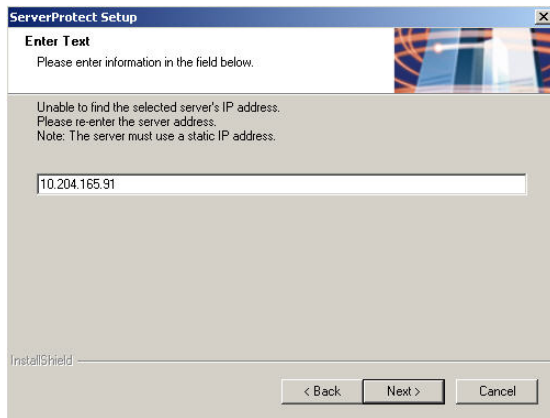 ServerProtect Setup
Enter Text
Please enter information in the field below.
Unable to find the selected server's IP address.
Please re-enter the server address.
Note: The server must use a static IP address.
10.204.165.91
InstallShield
< Back Next > Cancel